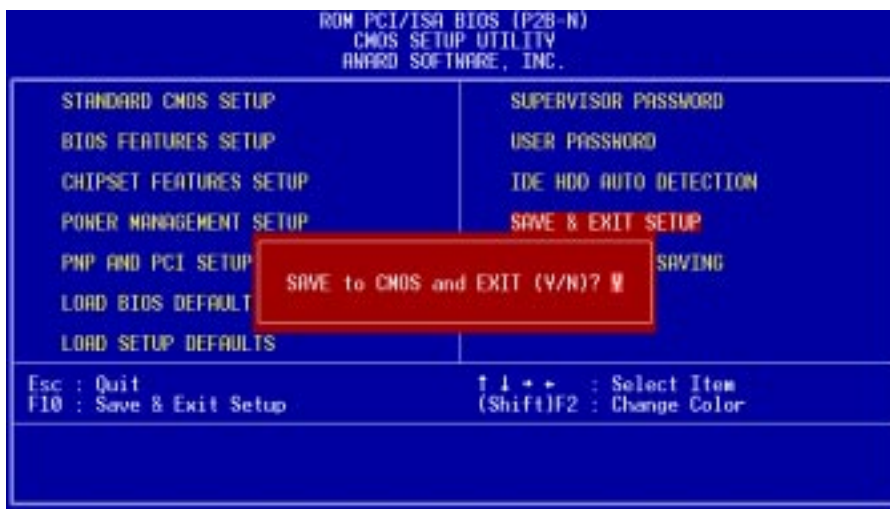 ROM PCI/ISA BIOS (P2B-N)
CMOS SETUP UTILITY
AWARD SOFTWARE, INC.
STANDARD CMOS SETUP
BIOS FEATURES SETUP
CHIPSET FEATURES SETUP
POWER MANAGEMENT SETUP
PNP AND PCI SETUP
LOAD BIOS DEFAULT
LOAD SETUP DEFAULTS
SUPERVISOR PASSWORD
USER PASSWORD
IDE HDD AUTO DETECTION
SAVE & EXIT SETUP
SAVING
SAVE to CMOS and EXIT (Y/N)? Y
Esc : Quit
F10 : Save & Exit Setup
↑ ↓ → ← : Select Item
(Shift)F2 : Change Color